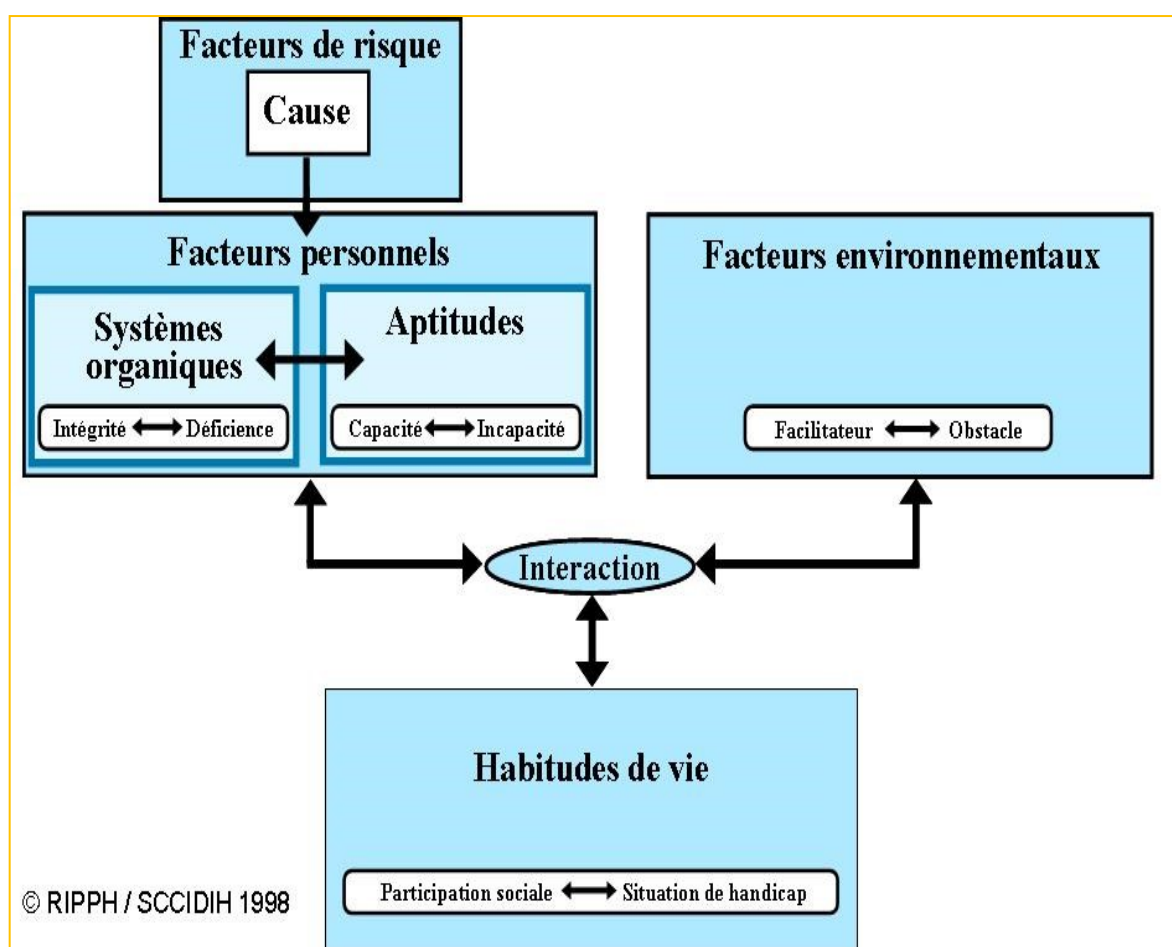 Facteurs de risque
Cause
Facteurs personnels
Systèmes
organiques
Intégrité Déficience
Aptitudes
Capacité Incapacité
Facteurs environnementaux
Facilitateur Obstacle
Interaction
Habitudes de vie
Participation sociale Situation de handicap
© RIPPH / SCCIDIH 1998